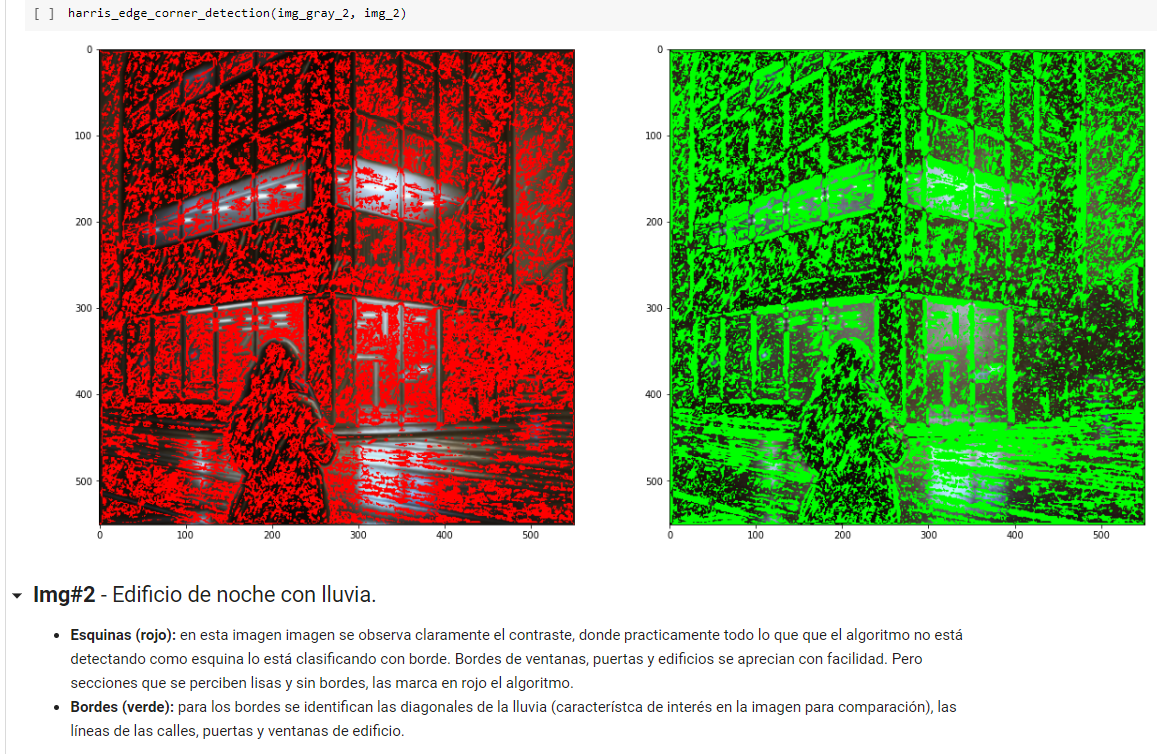 [ ] harris_edge_corner_detection(img_gray_2, img_2)
0
100
200
300
400
500
0 100 200 300 400 500
0
100
200
300
400
500
0 100 200 300 400 500
Img#2 - Edificio de noche con lluvia.
• Esquinas (rojo): en esta imagen imagen se observa claramente el contraste, donde practicamente todo lo que que el algoritmo no está
detectando como esquina lo está clasificando con borde. Bordes de ventanas, puertas y edificios se aprecian con facilidad. Pero
secciones que se perciben lisas y sin bordes, las marca en rojo el algoritmo.
• Bordes (verde): para los bordes se identifican las diagonales de la lluvia (característca de interés en la imagen para comparación), las
líneas de las calles, puertas y ventanas de edificio.